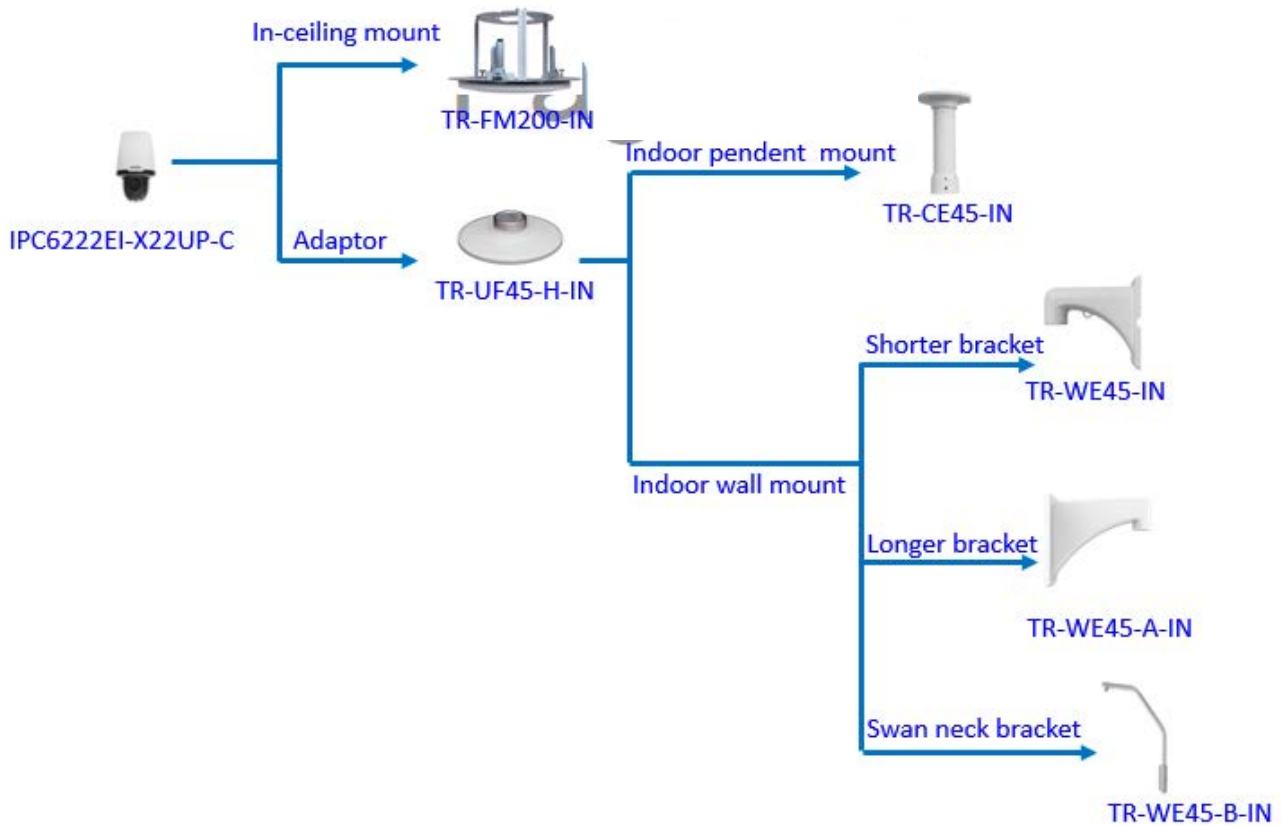 In-ceiling mount
TR-FM200-IN
Indoor pendent mount
TR-CE45-IN
IPC6222EI-X22UP-C
Adaptor
TR-UF45-H-IN
Shorter bracket
TR-WE45-IN
Indoor wall mount
Longer bracket
TR-WE45-A-IN
Swan neck bracket
TR-WE45-B-IN